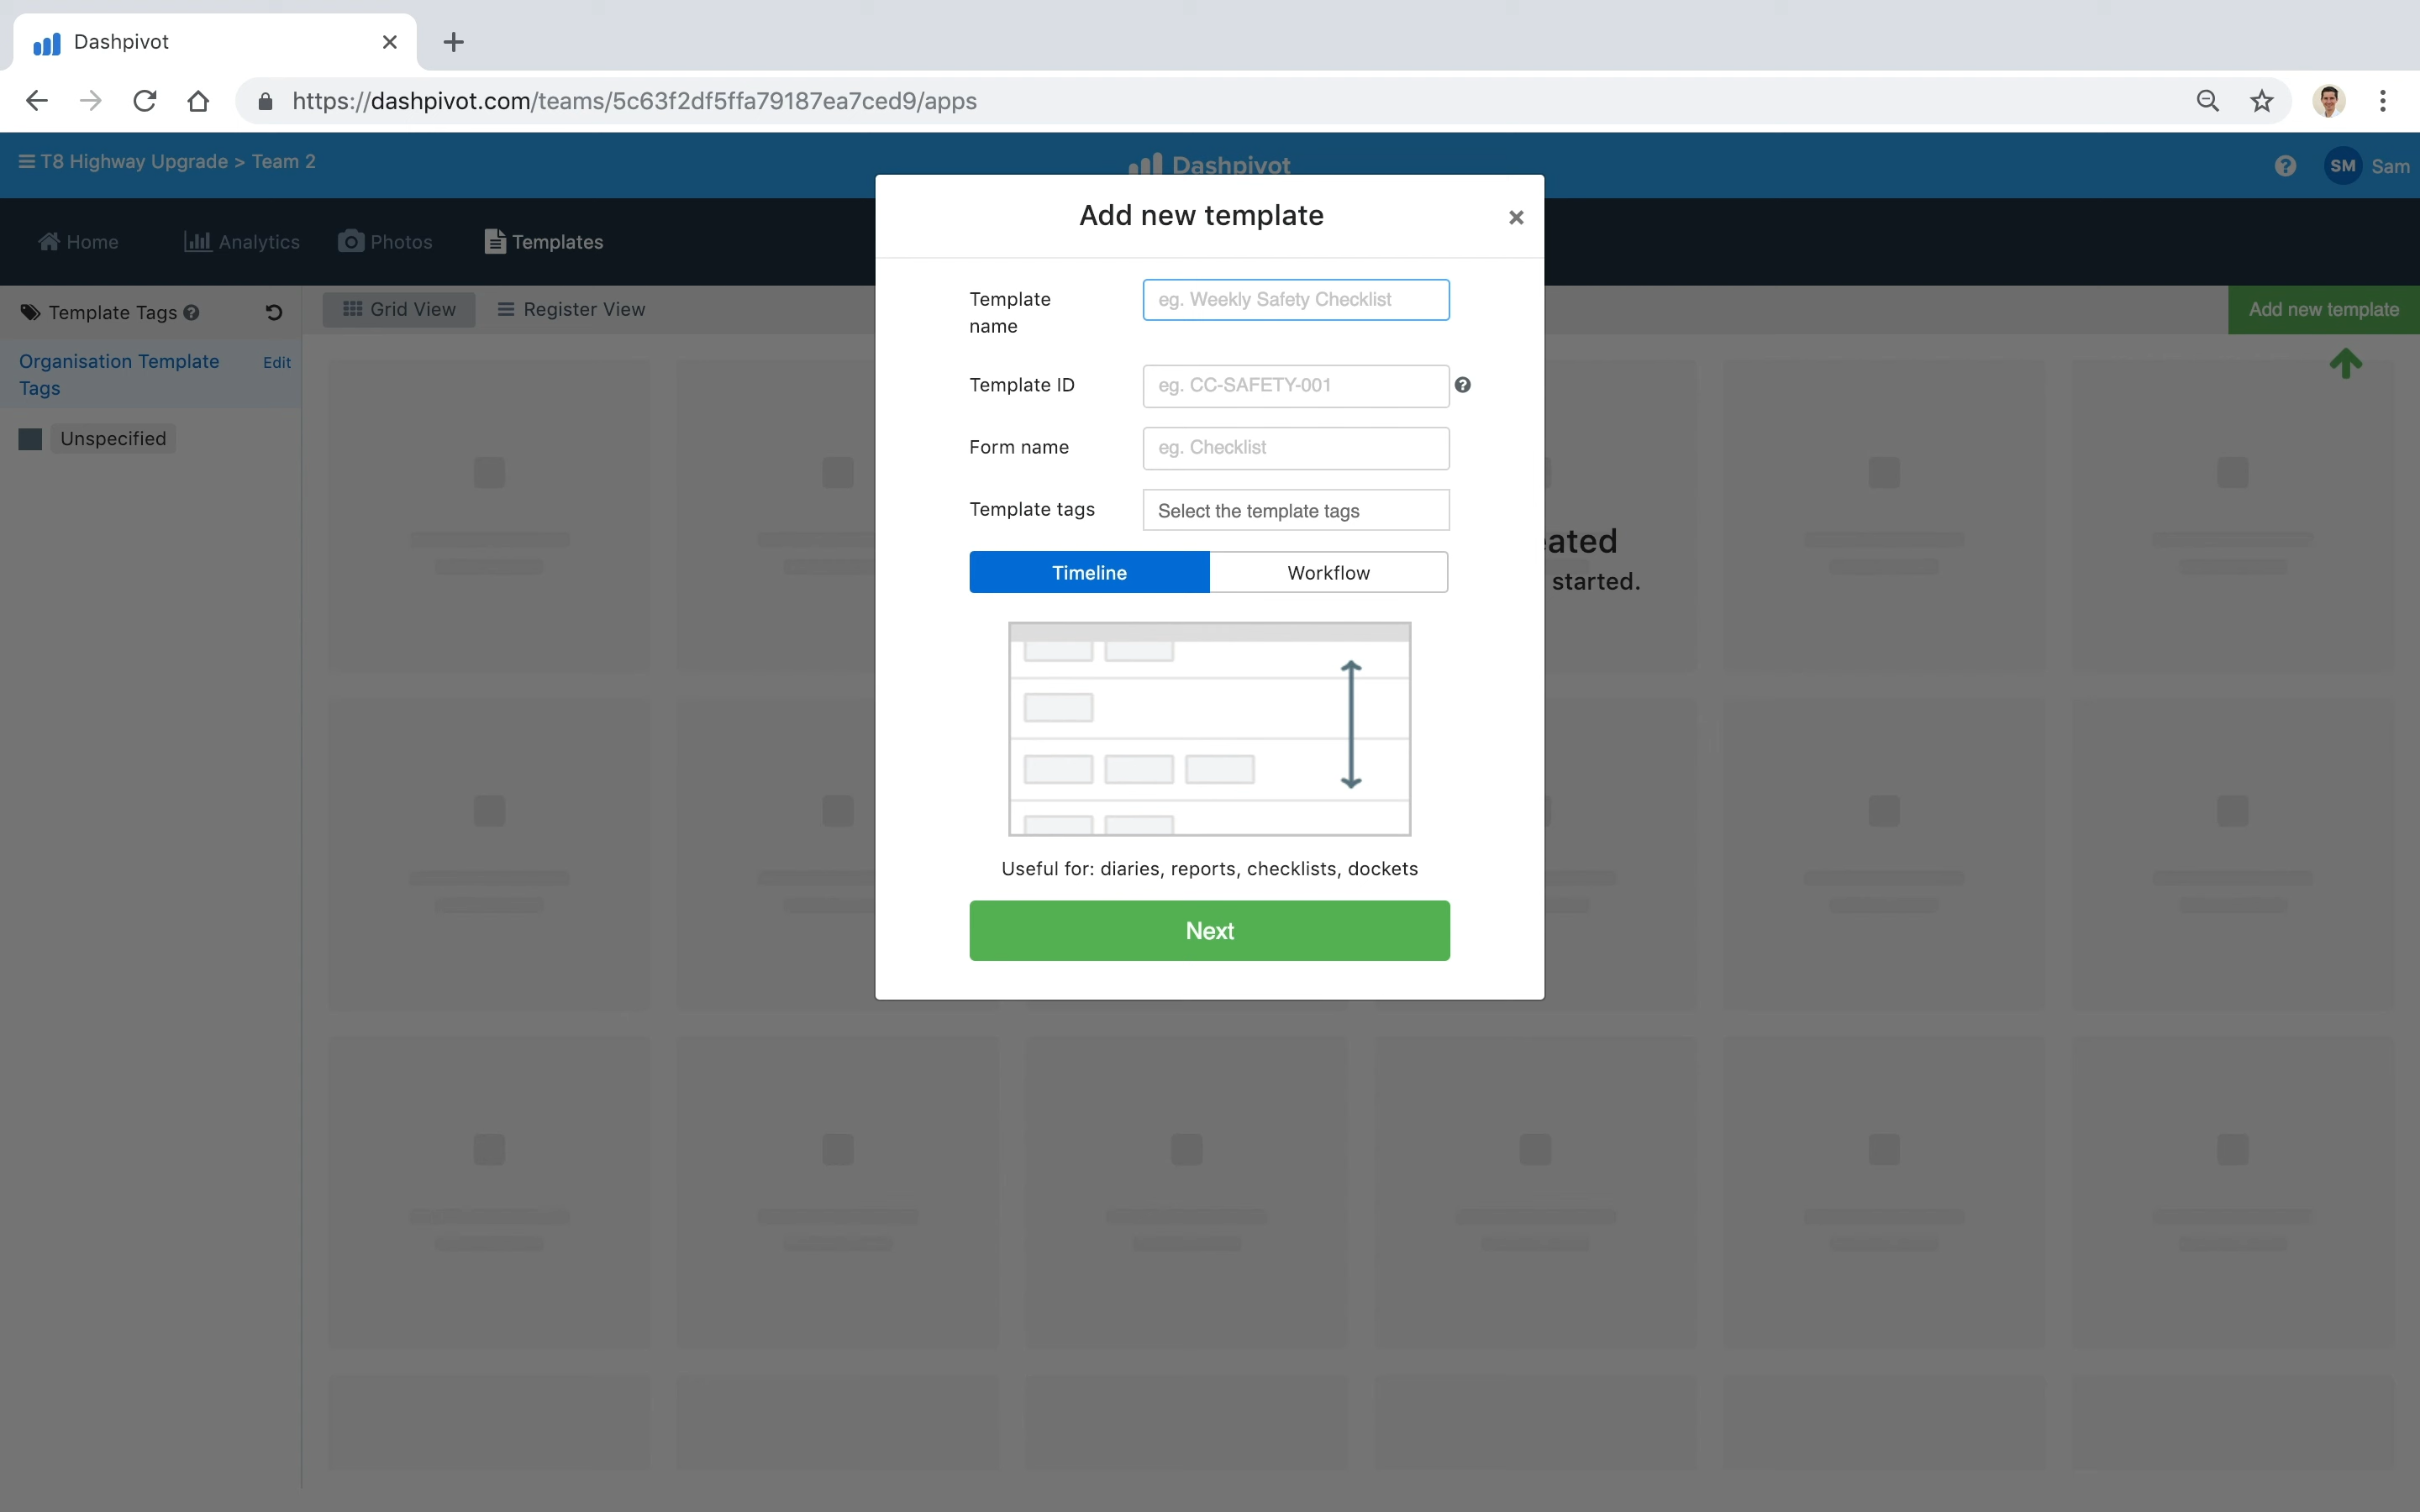 Dashpivot
https://dashpivot.com/teams/5c63f2df5ffa79187ea7ced9/apps
T8 Highway Upgrade > Team 2
Dashpivot
SM Sam
Home Analytics Photos Templates
Add new template
Template Tags
Grid View Register View
Add new template
Organisation Template
Tags
Edit
Unspecified
Template
name
eg. Weekly Safety Checklist
Template ID
eg. CC-SAFETY-001
Form name
eg. Checklist
Template tags
Select the template tags
eated
started.
Timeline
Workflow
Useful for: diaries, reports, checklists, dockets
Next